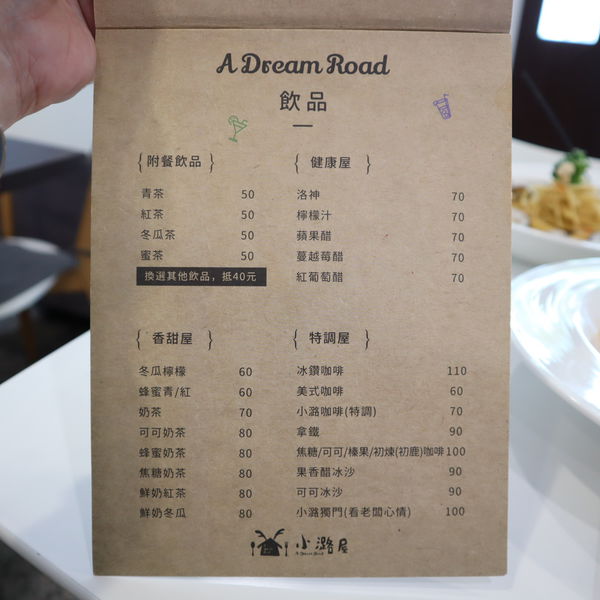 A Dream Road
飲品
附餐飲品
青茶 50
紅茶 50
冬瓜茶 50
蜜茶 50
換選其他飲品，抵40元
健康屋
洛神 70
檸檬汁 70
蘋果醋 70
蔓越莓醋 70
紅葡萄醋 70
香甜屋
冬瓜檸檬 60
蜂蜜青/紅 60
奶茶 70
可可奶茶 80
蜂蜜奶茶 80
焦糖奶茶 80
鮮奶紅茶 80
鮮奶冬瓜 80
特調屋
冰鑽咖啡 110
美式咖啡 60
小潞咖啡(特調) 70
拿鐵 90
焦糖/可可/榛果/初煉(初鹿)咖啡 100
果香醋冰沙 90
可可冰沙 90
小潞獨門(看老闆心情) 100
小潞屋
A Dream Road